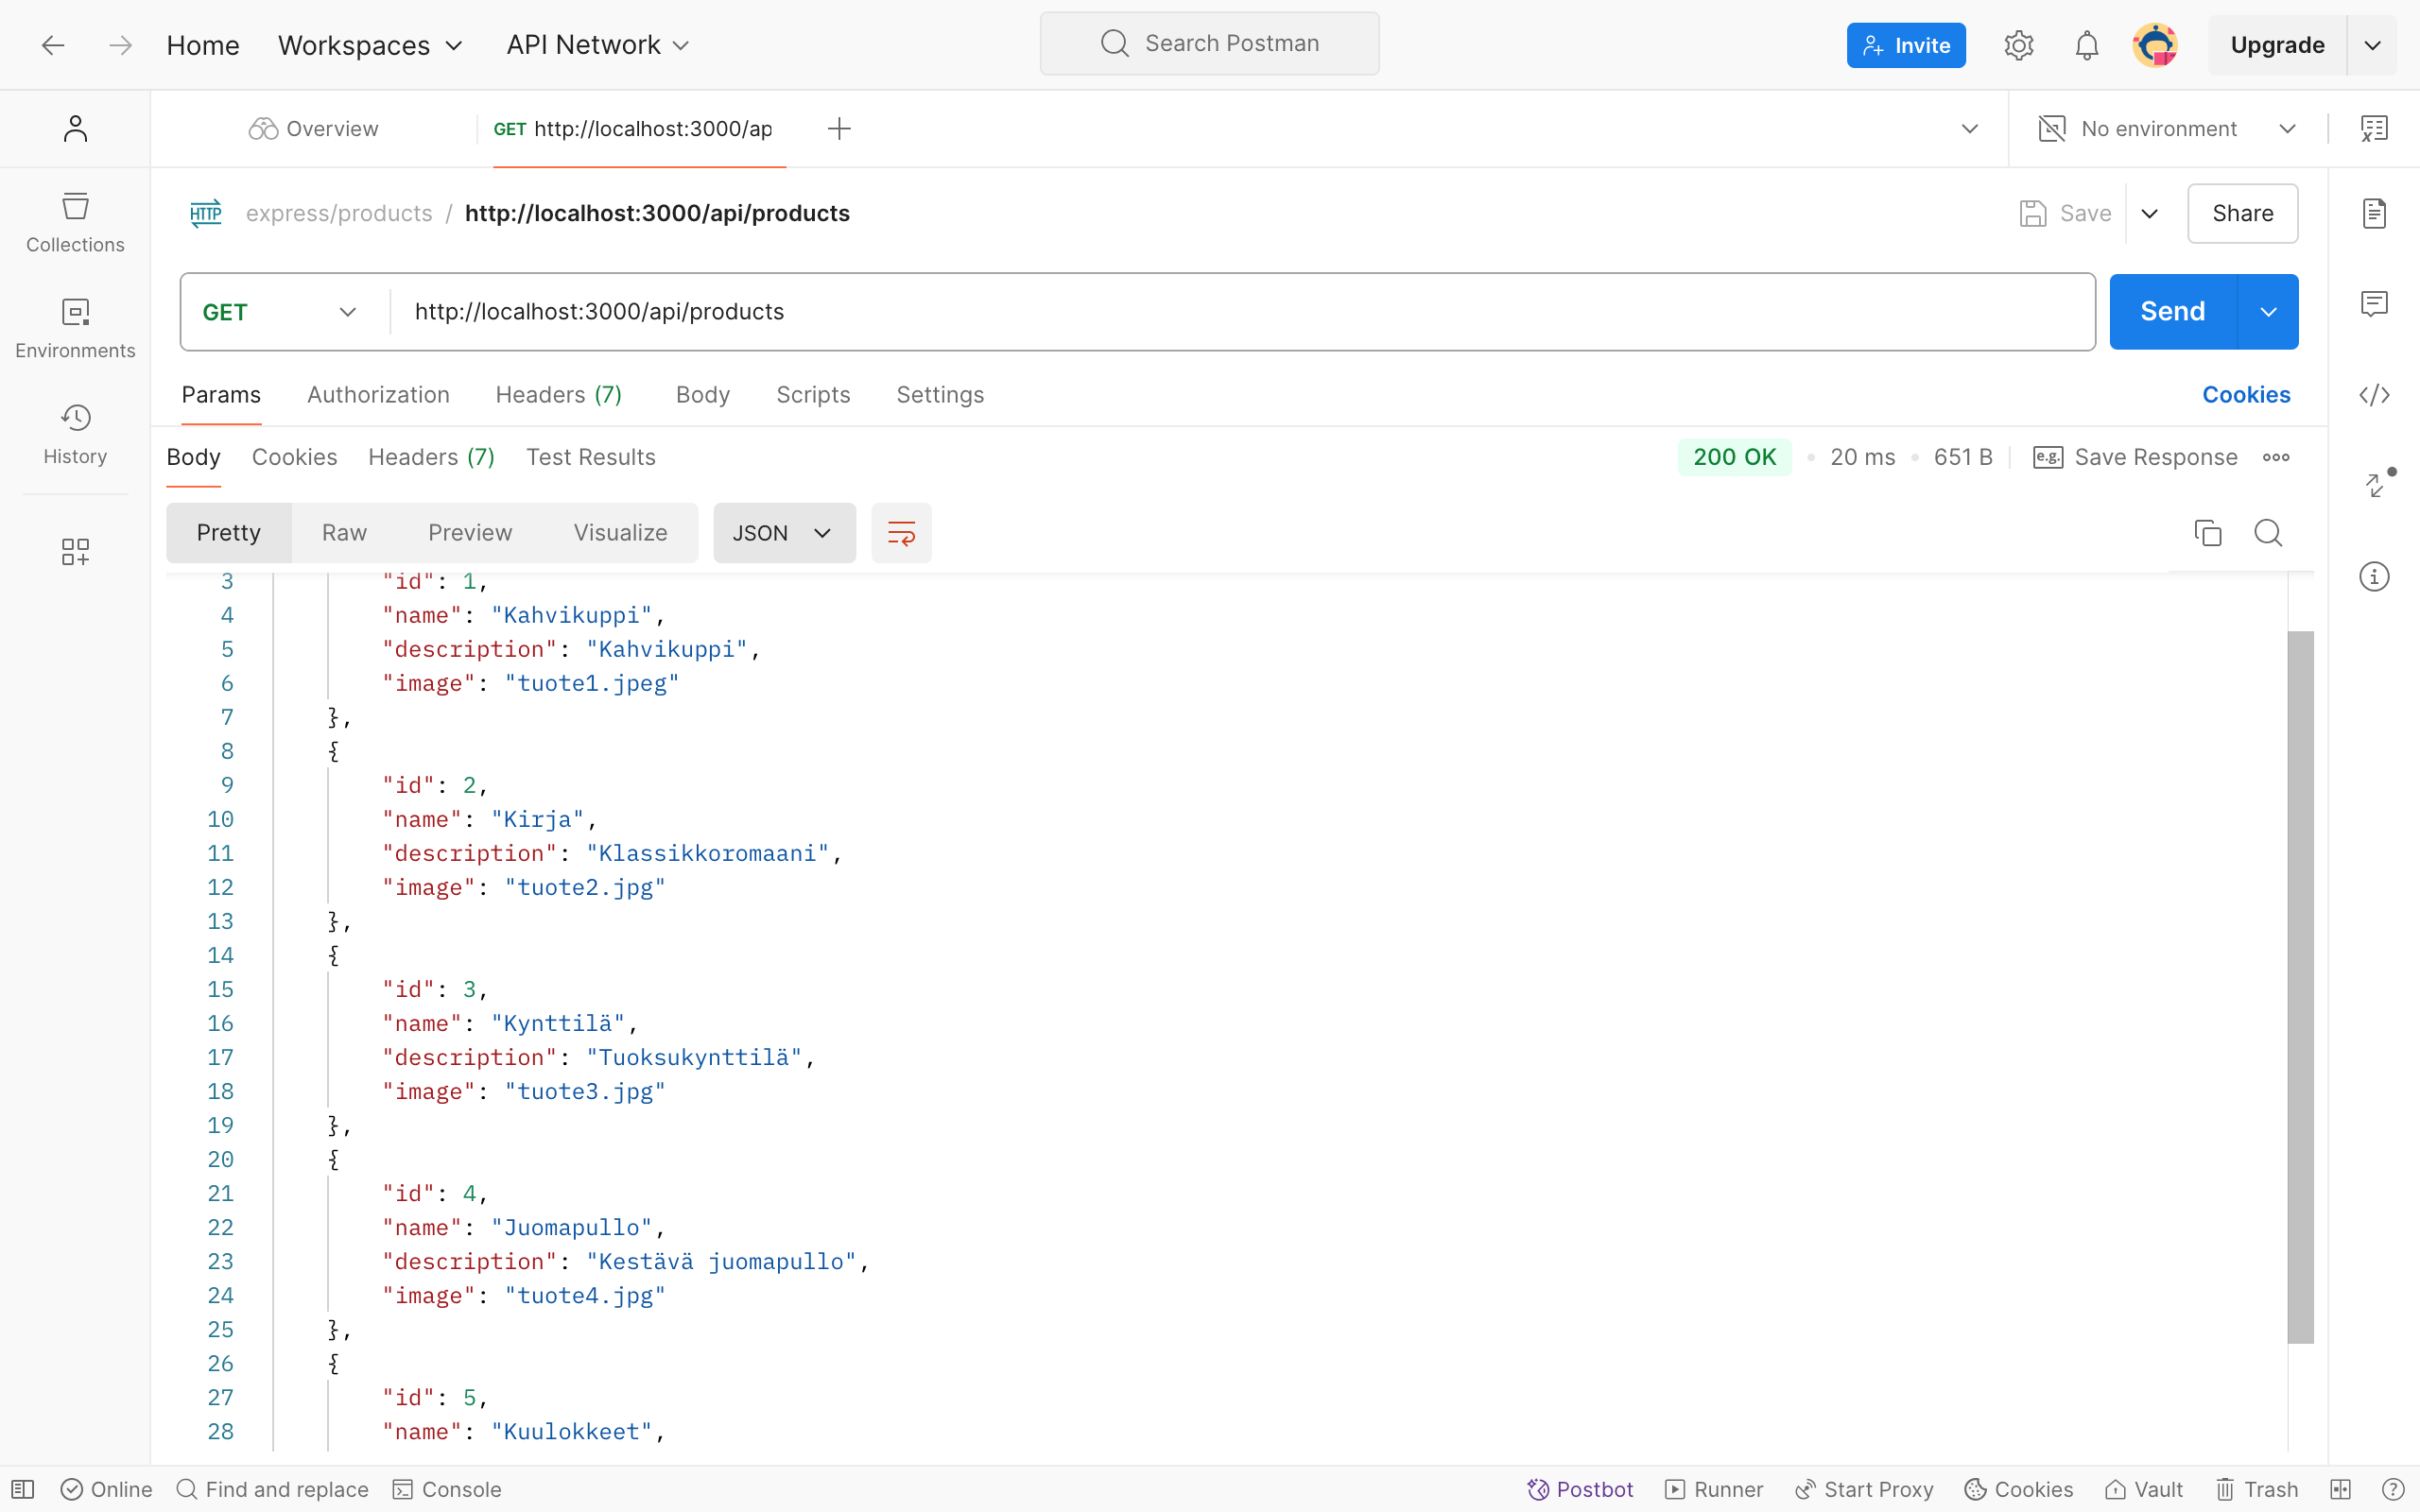 Home Workspaces API Network Search Postman Invite Upgrade
Overview GET http://localhost:3000/ap No environment
HTTP express/products / http://localhost:3000/api/products Save Share
Collections
GET http://localhost:3000/api/products Send
Environments
Params Authorization Headers (7) Body Scripts Settings Cookies
History
Body Cookies Headers (7) Test Results 200 OK • 20 ms • 651 B e.g. Save Response
Pretty Raw Preview Visualize JSON
3 "id": 1,
4 "name": "Kahvikuppi",
5 "description": "Kahvikuppi",
6 "image": "tuote1.jpeg"
7 },
8 {
9 "id": 2,
10 "name": "Kirja",
11 "description": "Klassikkoromaani",
12 "image": "tuote2.jpg"
13 },
14 {
15 "id": 3,
16 "name": "Kynttilä",
17 "description": "Tuoksukynttilä",
18 "image": "tuote3.jpg"
19 },
20 {
21 "id": 4,
22 "name": "Juomapullo",
23 "description": "Kestävä juomapullo",
24 "image": "tuote4.jpg"
25 },
26 {
27 "id": 5,
28 "name": "Kuulokkeet",
Online Find and replace Console Postbot Runner Start Proxy Cookies Vault Trash